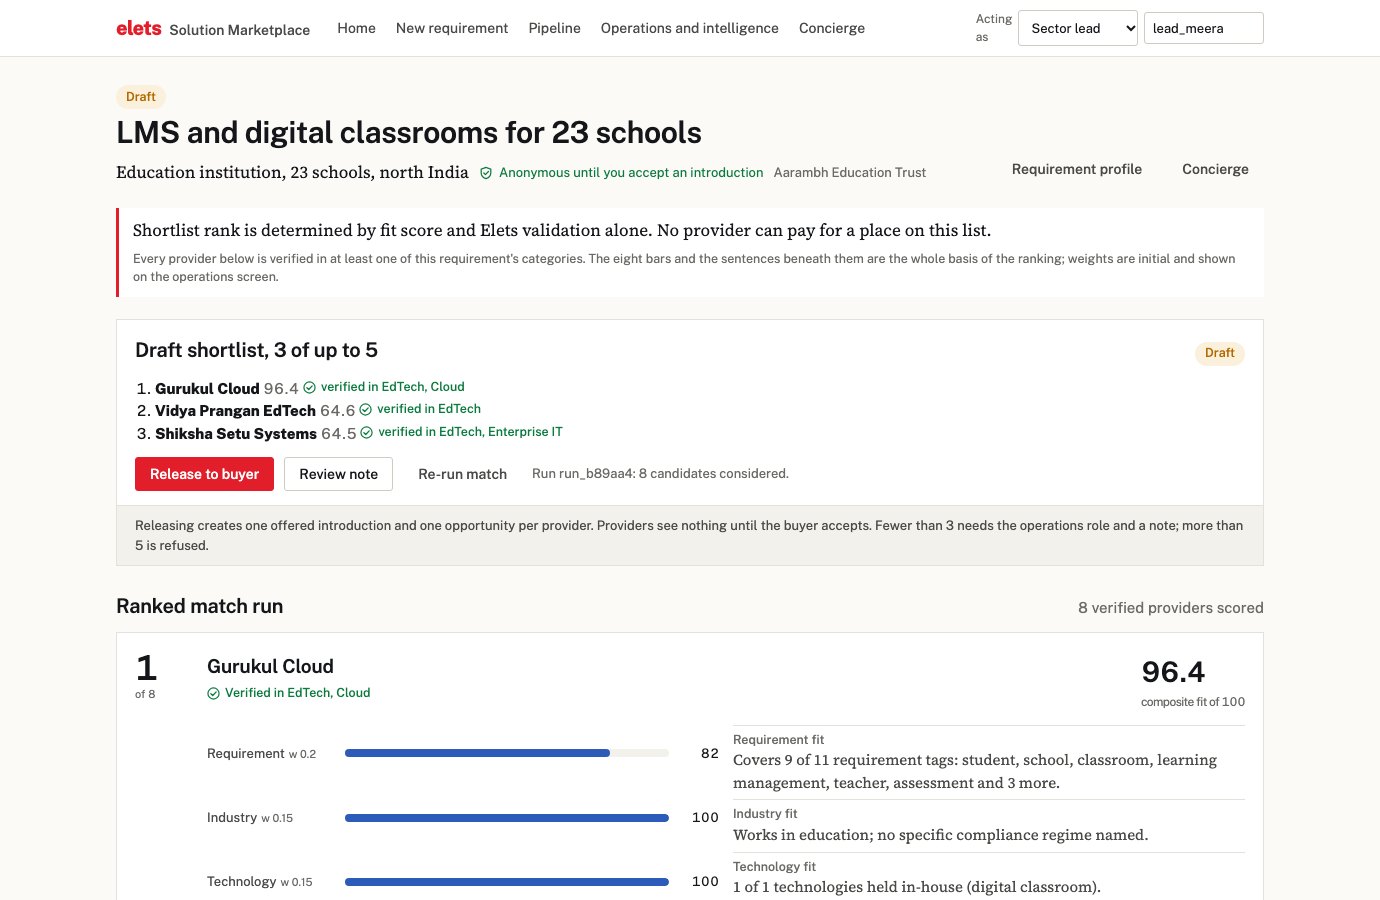 elets Solution Marketplace Home New requirement Pipeline Operations and intelligence Concierge Acting as Sector lead lead_meera
Draft
LMS and digital classrooms for 23 schools
Education institution, 23 schools, north India Anonymous until you accept an introduction Aarambh Education Trust Requirement profile Concierge
Shortlist rank is determined by fit score and Elets validation alone. No provider can pay for a place on this list.
Every provider below is verified in at least one of this requirement's categories. The eight bars and the sentences beneath them are the whole basis of the ranking; weights are initial and shown
on the operations screen.
Draft shortlist, 3 of up to 5 Draft
1. Gurukul Cloud 96.4 verified in EdTech, Cloud
2. Vidya Prangan EdTech 64.6 verified in EdTech
3. Shiksha Setu Systems 64.5 verified in EdTech, Enterprise IT
Release to buyer Review note Re-run match Run run_b89aa4: 8 candidates considered.
Releasing creates one offered introduction and one opportunity per provider. Providers see nothing until the buyer accepts. Fewer than 3 needs the operations role and a note; more than
5 is refused.
Ranked match run 8 verified providers scored
1 Gurukul Cloud 96.4
of 8 Verified in EdTech, Cloud composite fit of 100
Requirement w 0.2 82 Requirement fit
Covers 9 of 11 requirement tags: student, school, classroom, learning
management, teacher, assessment and 3 more.
Industry w 0.15 100 Industry fit
Works in education; no specific compliance regime named.
Technology w 0.15 100 Technology fit
1 of 1 technologies held in-house (digital classroom).